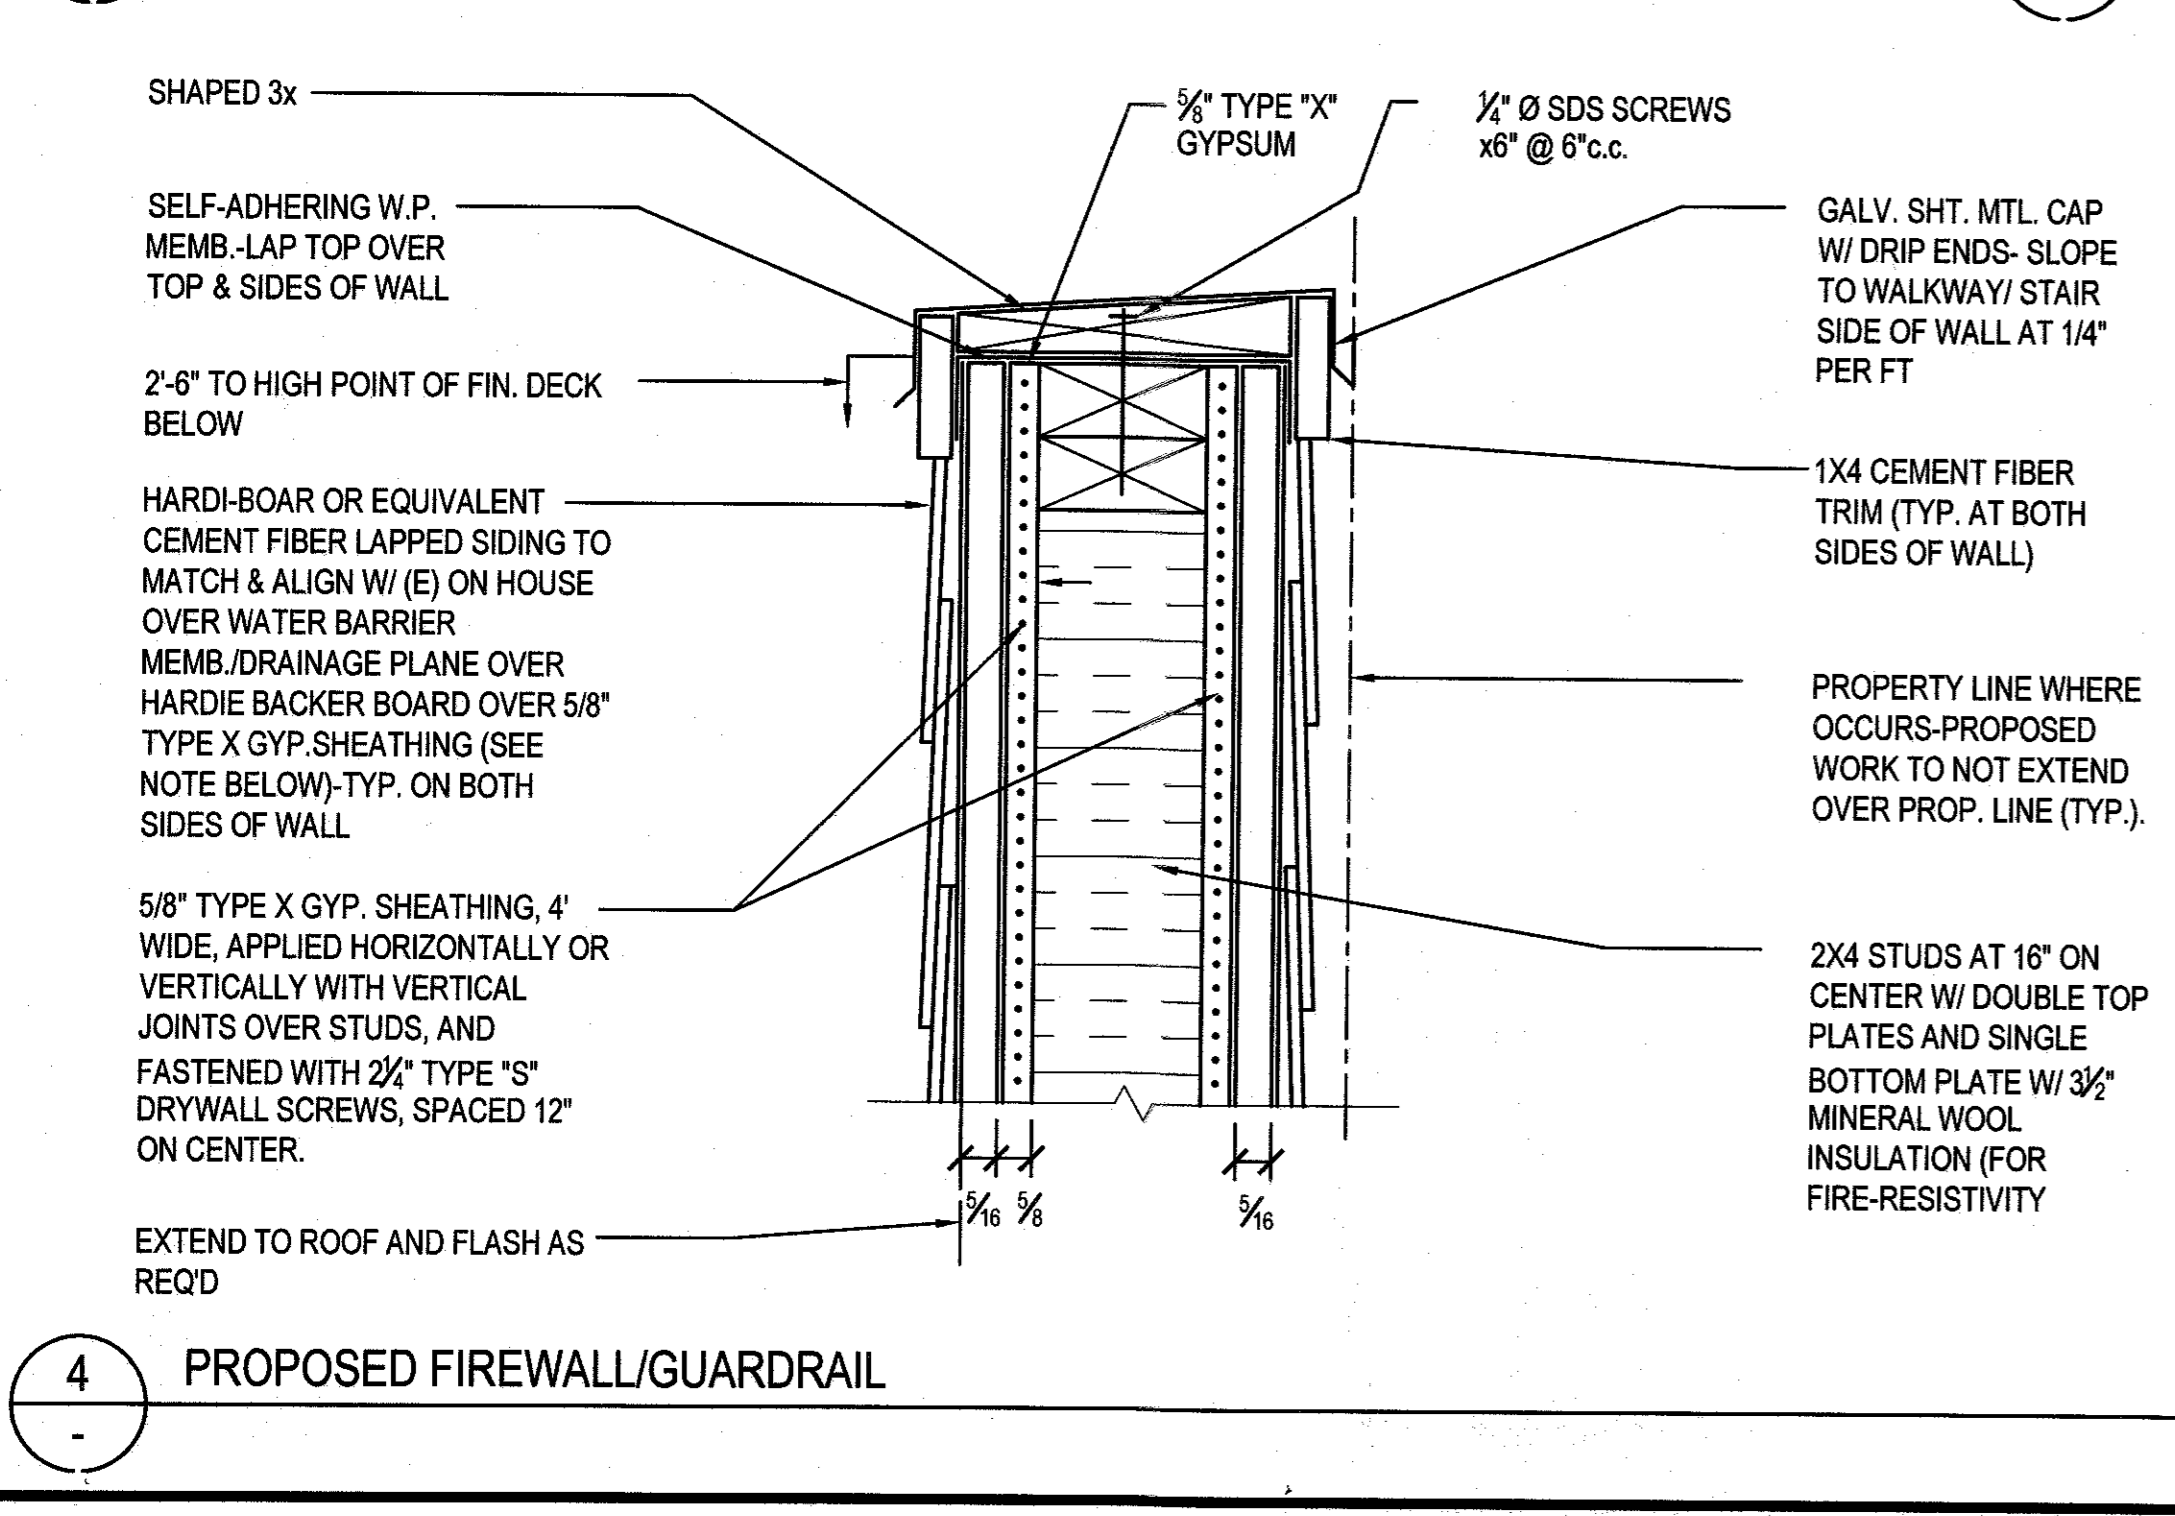 SHAPED 3x
5/8" TYPE "X"
GYPSUM
1/4" Ø SDS SCREWS
x6" @ 6"c.c.
SELF-ADHERING W.P.
MEMB.-LAP TOP OVER
TOP & SIDES OF WALL
GALV. SHT. MTL. CAP
W/ DRIP ENDS- SLOPE
TO WALKWAY/ STAIR
SIDE OF WALL AT 1/4"
PER FT
2'-6" TO HIGH POINT OF FIN. DECK
BELOW
1X4 CEMENT FIBER
TRIM (TYP. AT BOTH
SIDES OF WALL)
HARDI-BOAR OR EQUIVALENT
CEMENT FIBER LAPPED SIDING TO
MATCH & ALIGN W/ (E) ON HOUSE
OVER WATER BARRIER
MEMB./DRAINAGE PLANE OVER
HARDIE BACKER BOARD OVER 5/8"
TYPE X GYP.SHEATHING (SEE
NOTE BELOW)-TYP. ON BOTH
SIDES OF WALL
PROPERTY LINE WHERE
OCCURS-PROPOSED
WORK TO NOT EXTEND
OVER PROP. LINE (TYP.).
5/8" TYPE X GYP. SHEATHING, 4'
WIDE, APPLIED HORIZONTALLY OR
VERTICALLY WITH VERTICAL
JOINTS OVER STUDS, AND
FASTENED WITH 2 1/4" TYPE "S"
DRYWALL SCREWS, SPACED 12"
ON CENTER.
2X4 STUDS AT 16" ON
CENTER W/ DOUBLE TOP
PLATES AND SINGLE
BOTTOM PLATE W/ 3 1/2"
MINERAL WOOL
INSULATION (FOR
FIRE-RESISTIVITY
5/16 5/8 5/16
EXTEND TO ROOF AND FLASH AS
REQ'D
4
-
PROPOSED FIREWALL/GUARDRAIL